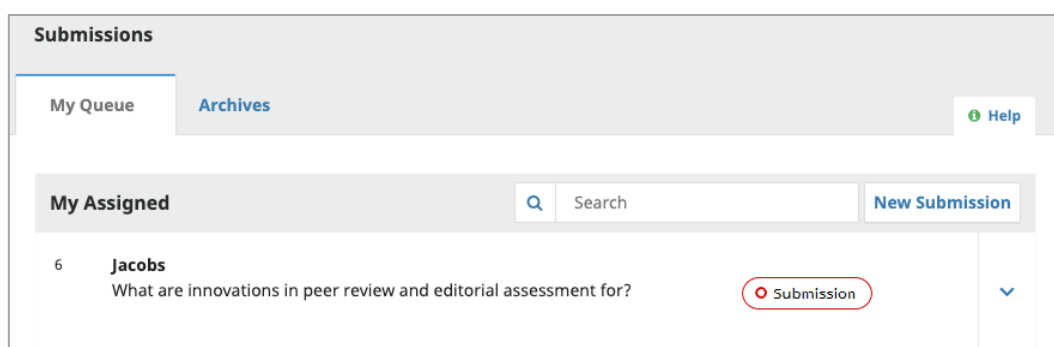 Submissions
My Queue
Archives
Help
My Assigned
Search
New Submission
6
Jacobs
What are innovations in peer review and editorial assessment for?
Submission